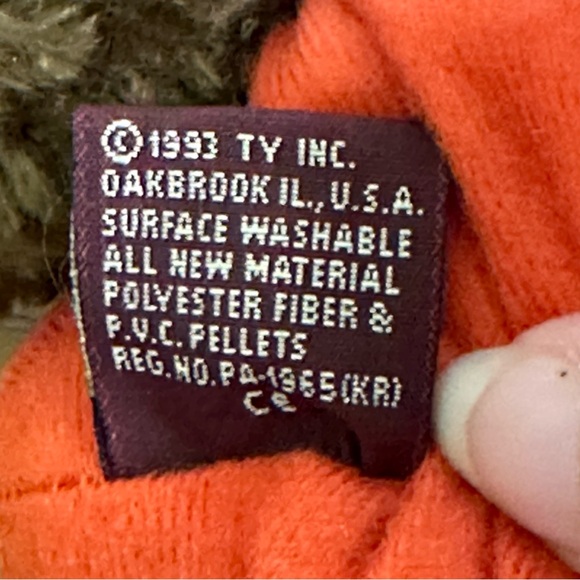 ©1993 TY INC.
OAKBROOK IL., U.S.A.
SURFACE WASHABLE
ALL NEW MATERIAL
POLYESTER FIBER &
P.V.C. PELLETS
REG.NO.PA-1965(KR)
CE